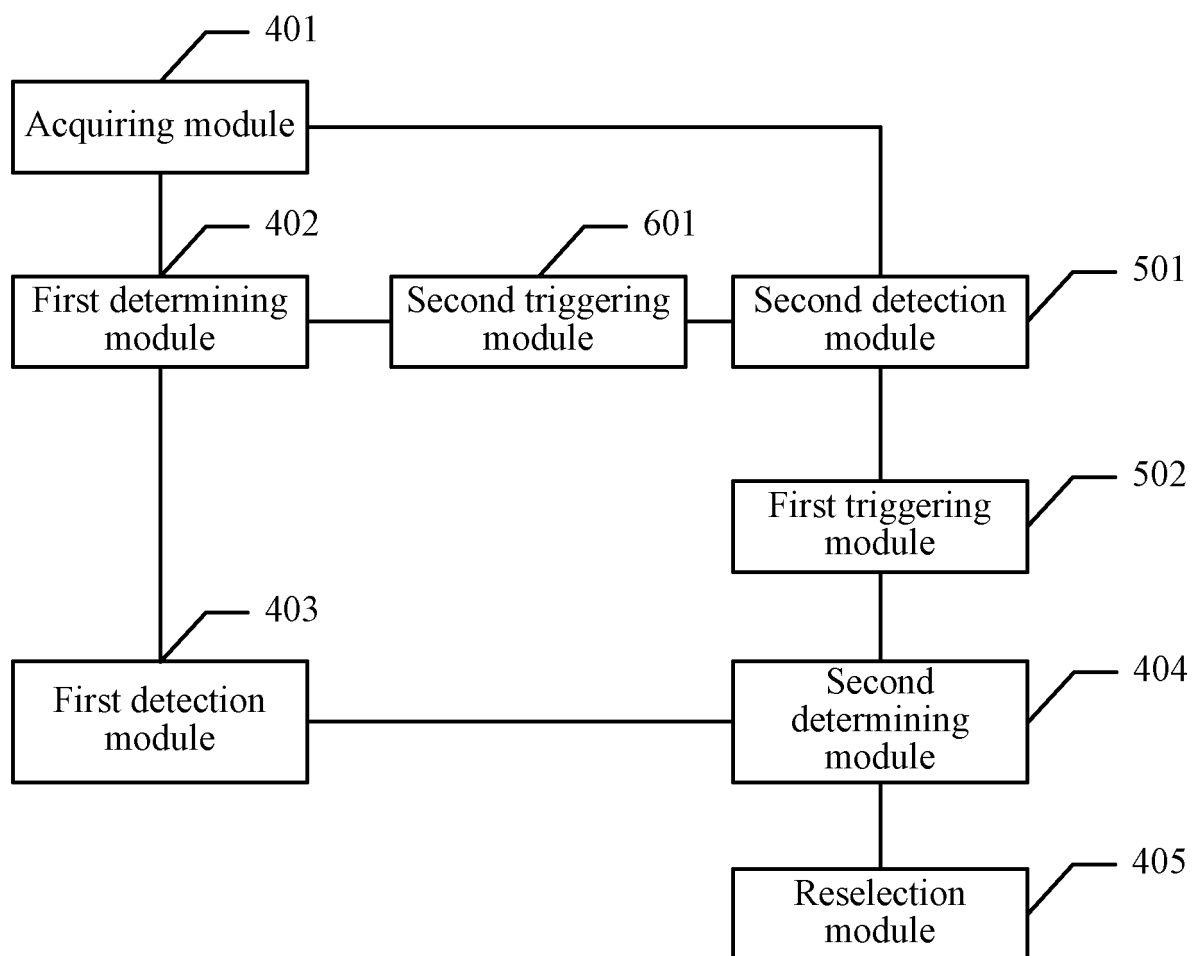 401
Acquiring module
402
601
501
First determining
module
Second triggering
module
Second detection
module
502
First triggering
module
403
404
First detection
module
Second
determining
module
405
Reselection
module